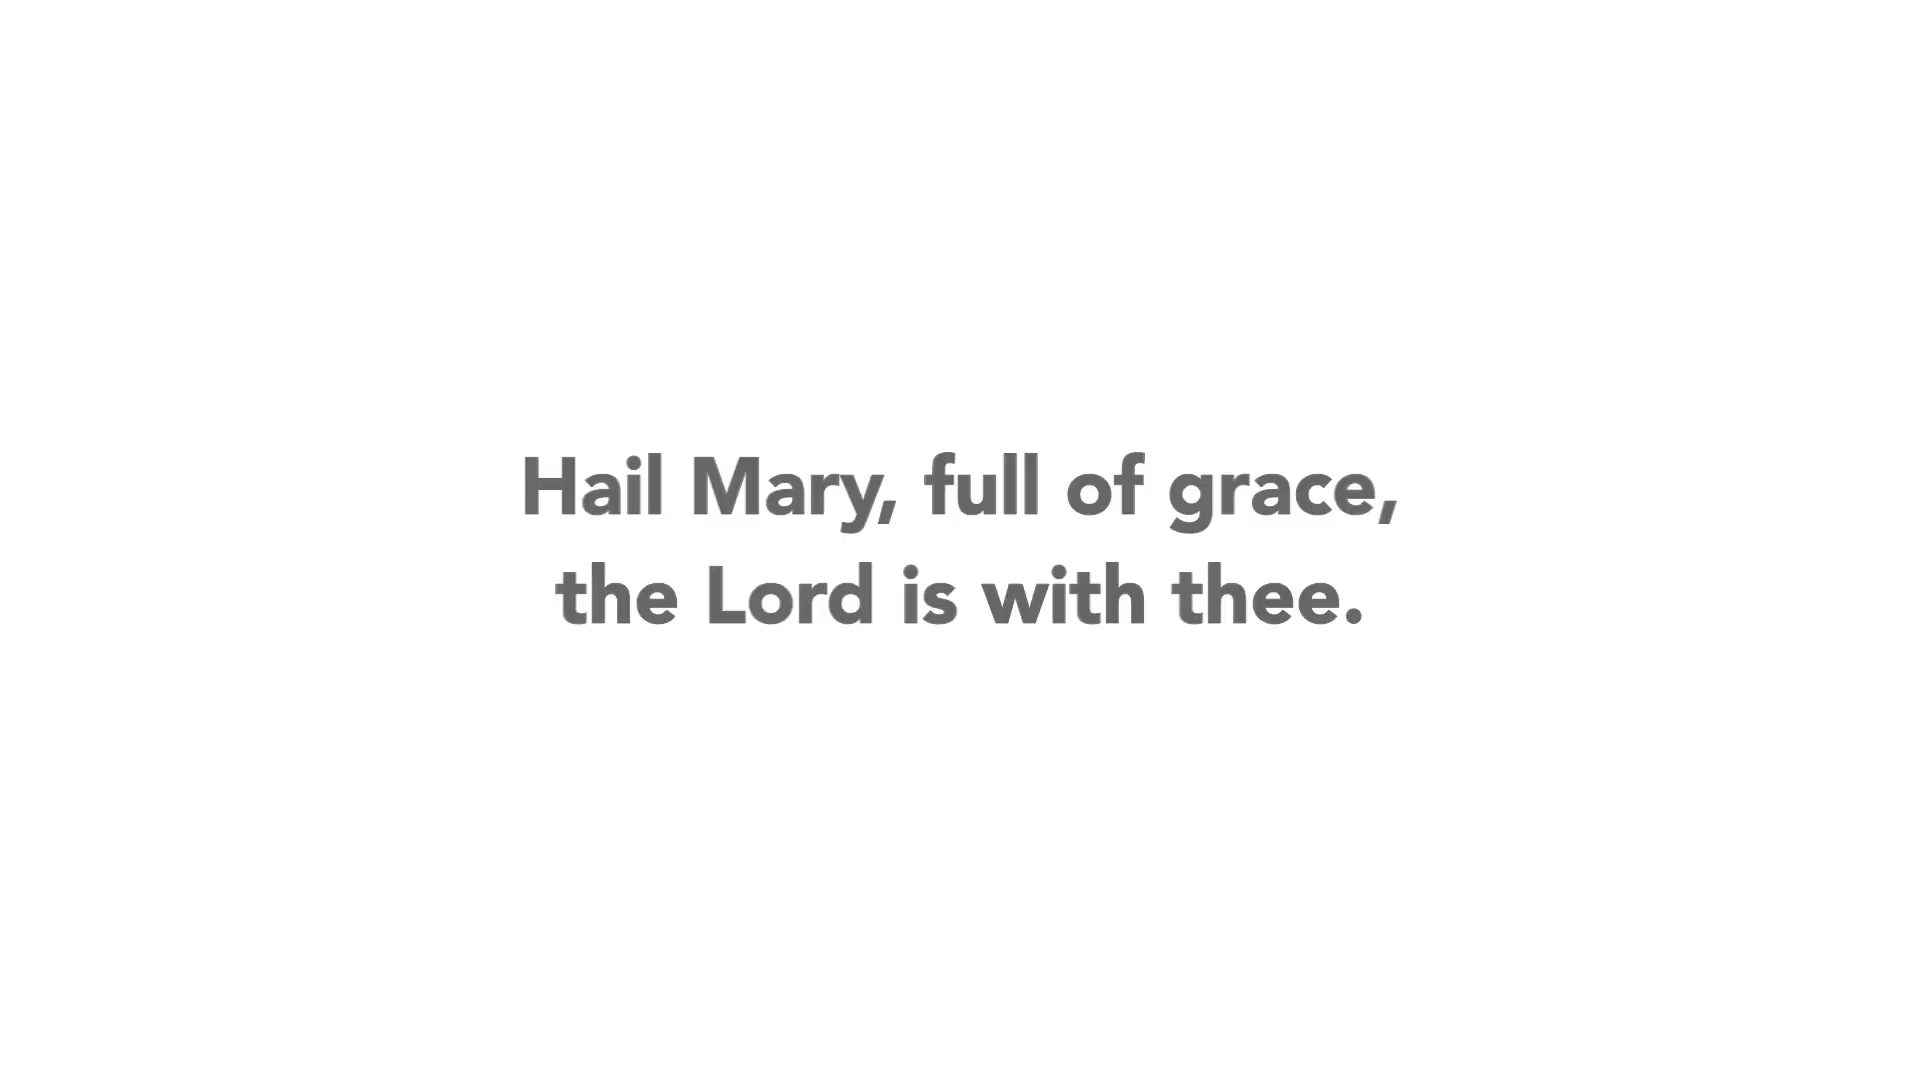 Hail Mary, full of grace,
the Lord is with thee.